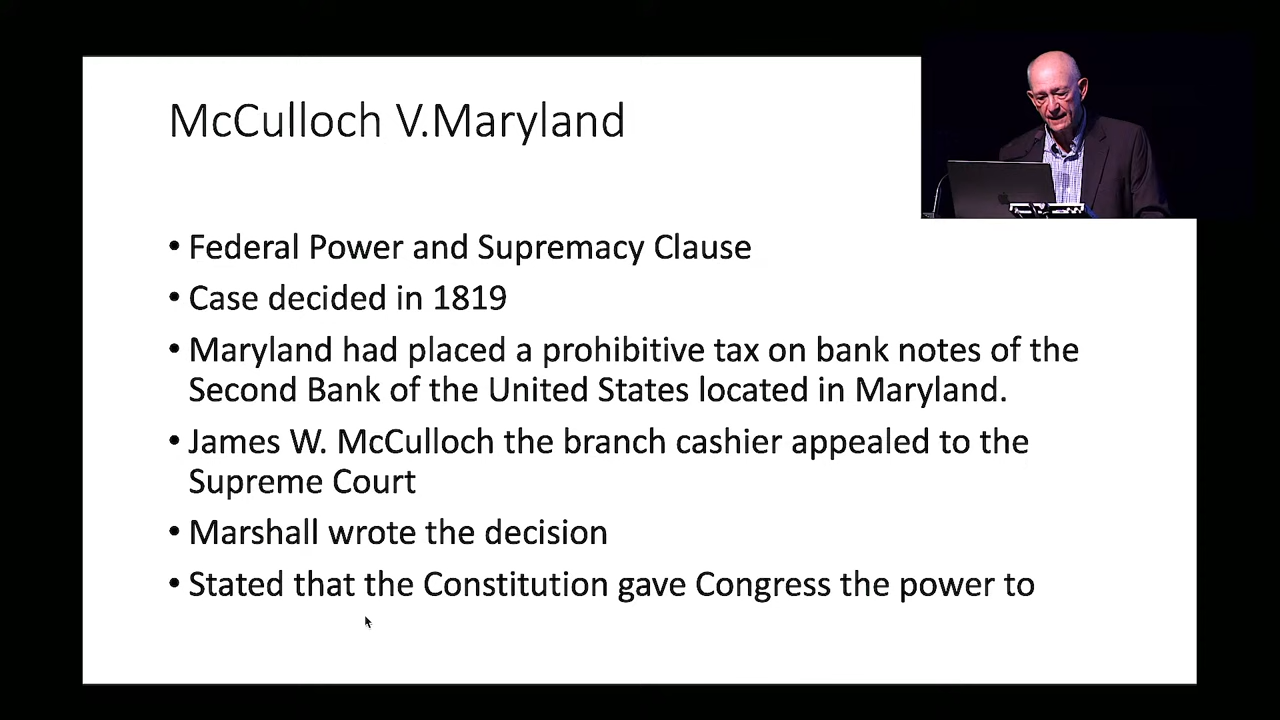 McCulloch V.Maryland
• Federal Power and Supremacy Clause
• Case decided in 1819
• Maryland had placed a prohibitive tax on bank notes of the
Second Bank of the United States located in Maryland.
• James W. McCulloch the branch cashier appealed to the
Supreme Court
• Marshall wrote the decision
• Stated that the Constitution gave Congress the power to